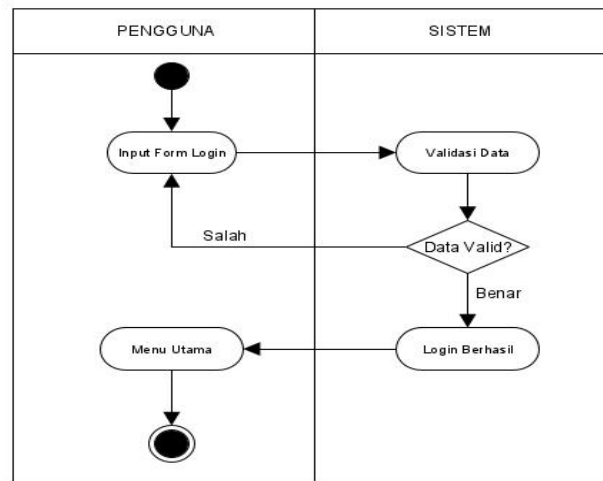 PENGGUNA
SISTEM
Input Form Login
Validasi Data
Salah
Data Valid?
Benar
Menu Utama
Login Berhasil